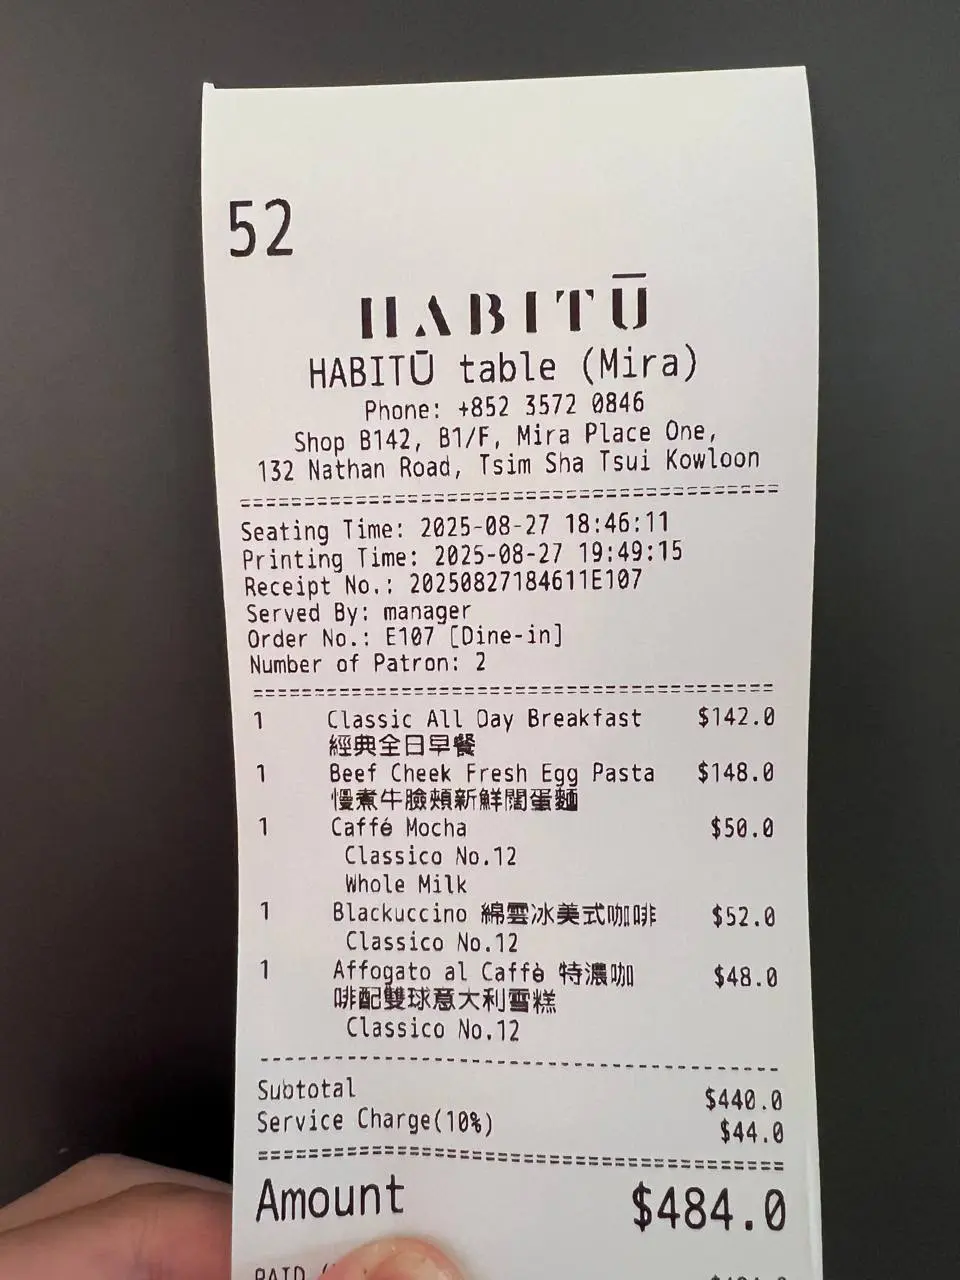 52
HABITŪ
HABITŪ table (Mira)
Phone: +852 3572 0846
Shop B142, B1/F, Mira Place One,
132 Nathan Road, Tsim Sha Tsui Kowloon
Seating Time: 2025-08-27 18:46:11
Printing Time: 2025-08-27 19:49:15
Receipt No.: 20250827184611E107
Served By: manager
Order No.: E107 [Dine-in]
Number of Patron: 2
1 Classic All Day Breakfast $142.0
經典全日早餐
1 Beef Cheek Fresh Egg Pasta $148.0
慢煮牛臉頰新鮮闊蛋麵
1 Caffé Mocha $50.0
Classico No.12
Whole Milk
1 Blackuccino 綿雲冰美式咖啡 $52.0
Classico No.12
1 Affogato al Caffè 特濃咖 $48.0
啡配雙球意大利雪糕
Classico No.12
Subtotal $440.0
Service Charge(10%) $44.0
Amount $484.0
PAID